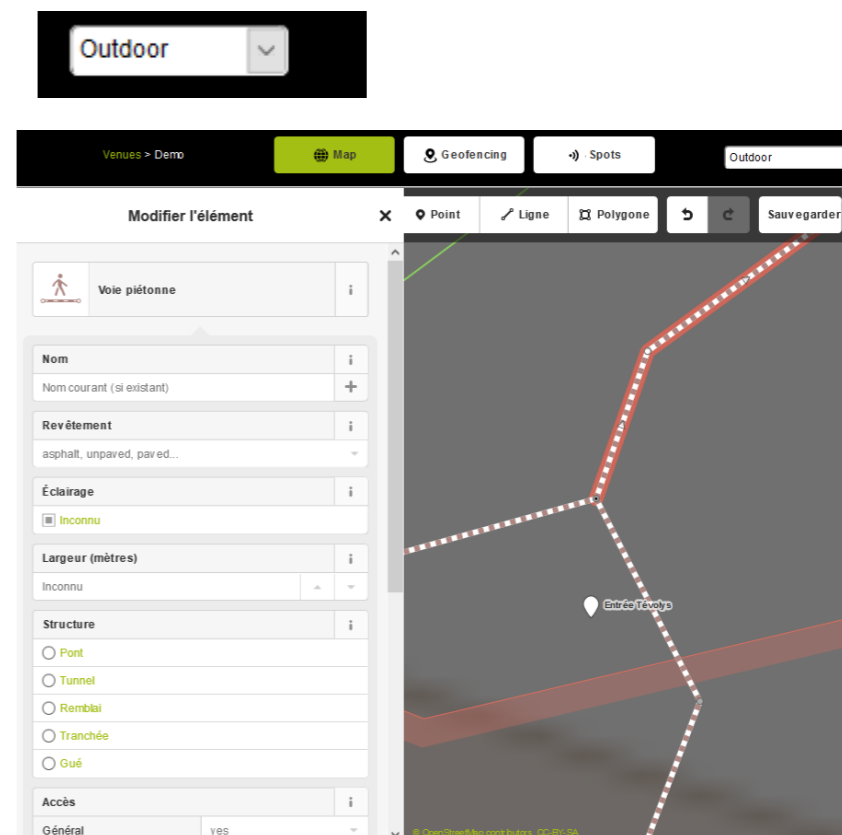 Outdoor
Venues > Demo
Map
Geofencing
Spots
Outdoor
Modifier l'élément
Point
Ligne
Polygone
Sauvegarder
Voie piétonne
Nom
Nom courant (si existant)
Revêtement
asphalt, unpaved, paved...
Éclairage
Inconnu
Largeur (mètres)
Inconnu
Structure
Pont
Tunnel
Remblai
Tranchée
Gué
Accès
Général
yes
Entrée Tévolys
© OpenStreetMap contributors, CC-BY-SA